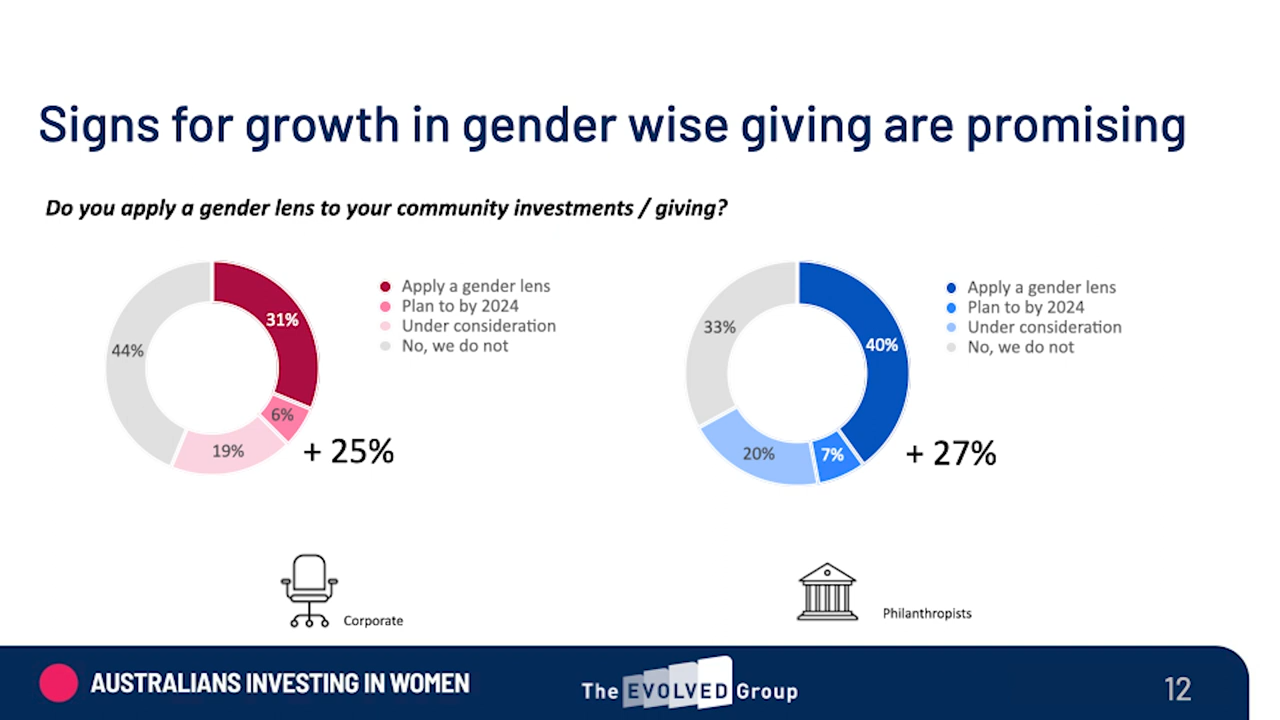 Signs for growth in gender wise giving are promising
Do you apply a gender lens to your community investments / giving?
31%
6%
19%
44%
+ 25%
Apply a gender lens
Plan to by 2024
Under consideration
No, we do not
40%
7%
20%
33%
+ 27%
Apply a gender lens
Plan to by 2024
Under consideration
No, we do not
Corporate
Philanthropists
AUSTRALIANS INVESTING IN WOMEN
The EVOLVED Group
12